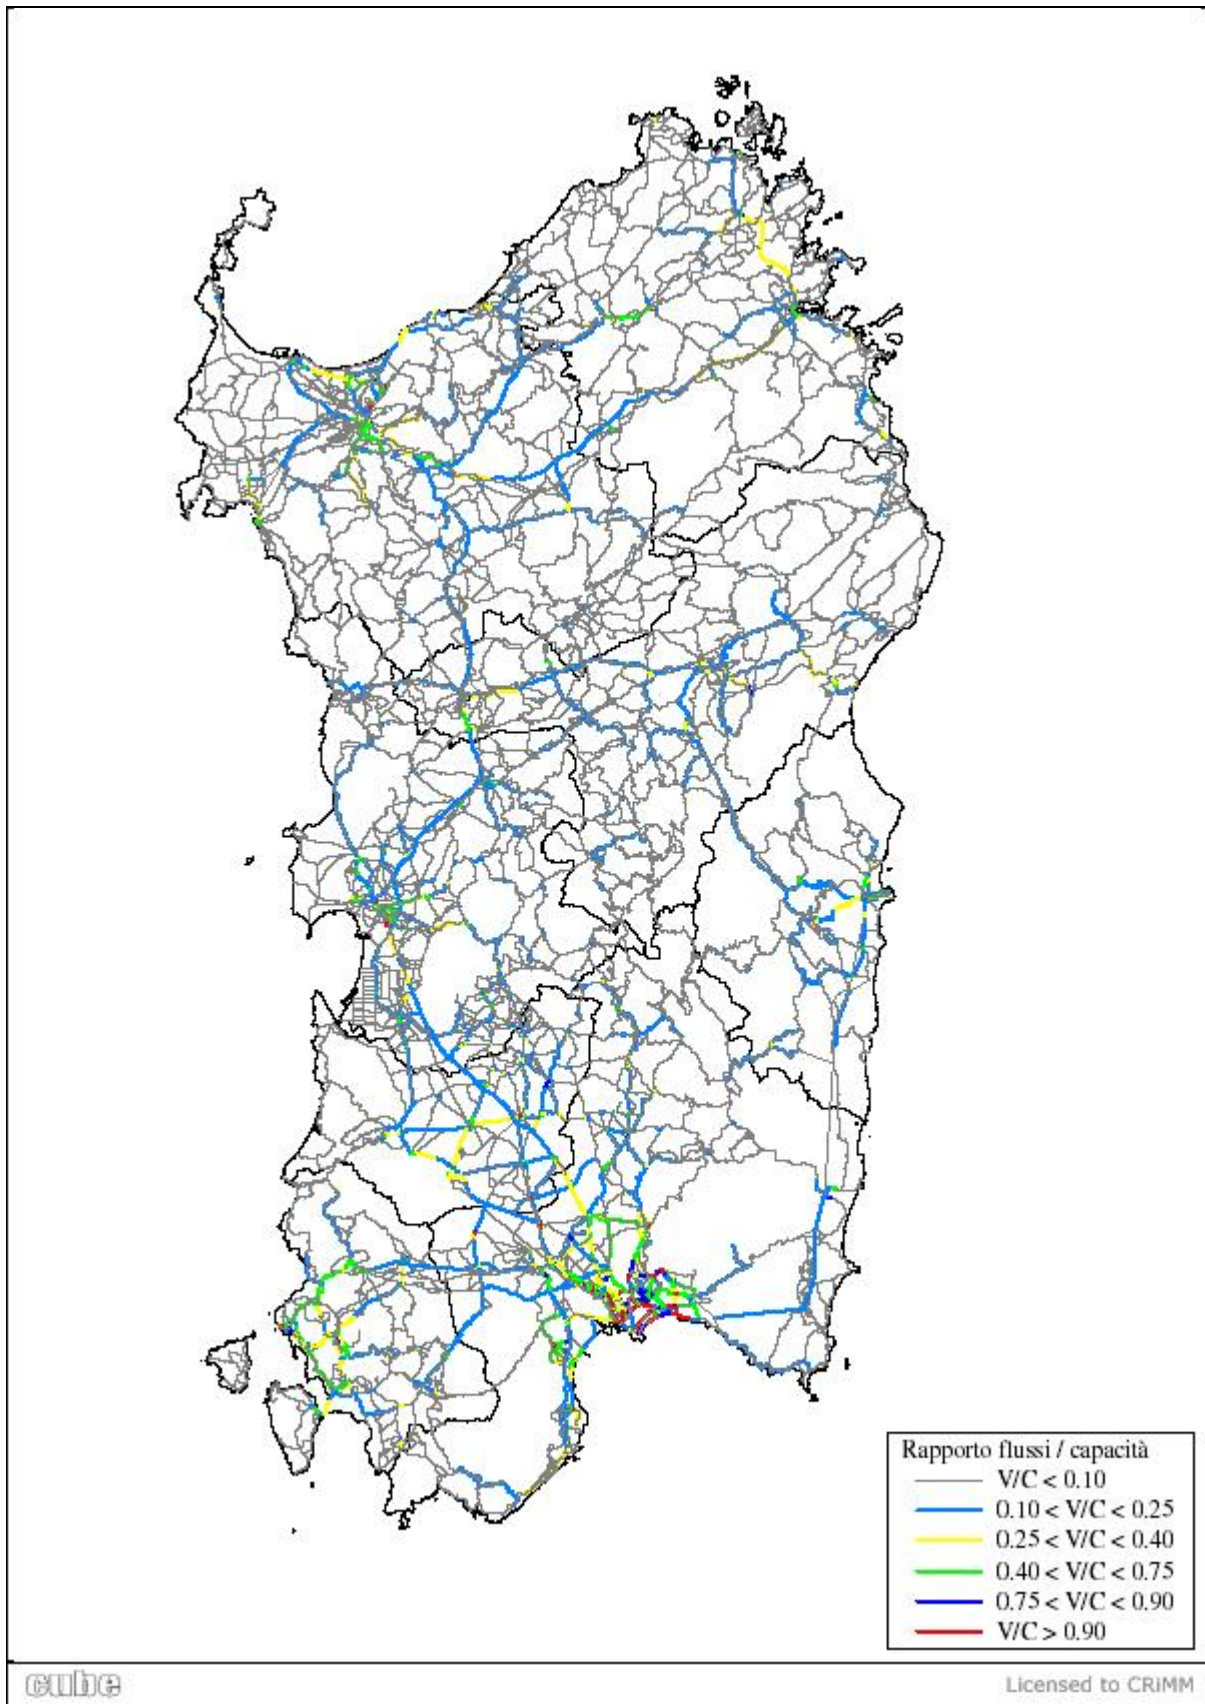 Rapporto flussi / capacità
V/C < 0.10
0.10 < V/C < 0.25
0.25 < V/C < 0.40
0.40 < V/C < 0.75
0.75 < V/C < 0.90
V/C > 0.90
cube
Licensed to CRiMM